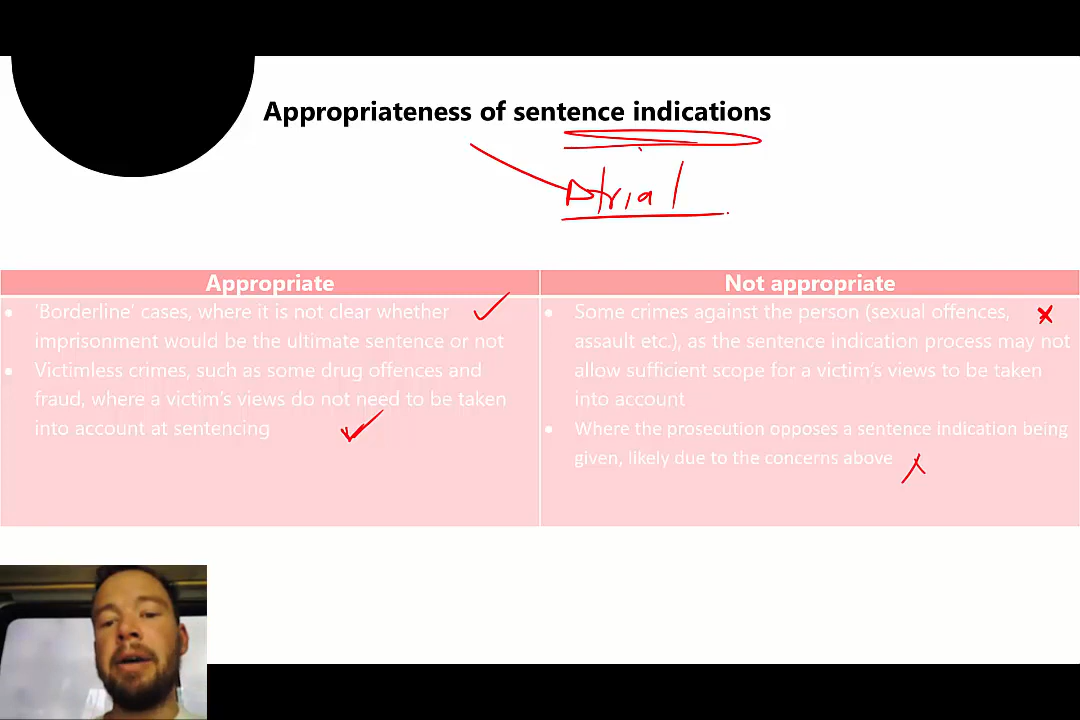 Appropriateness of sentence indications
trial
Appropriate
• 'Borderline' cases, where it is not clear whether
imprisonment would be the ultimate sentence or not
• Victimless crimes, such as some drug offences and
fraud, where a victim's views do not need to be taken
into account at sentencing
Not appropriate
• Some crimes against the person (sexual offences,
assault etc.), as the sentence indication process may not
allow sufficient scope for a victim's views to be taken
into account
• Where the prosecution opposes a sentence indication being
given, likely due to the concerns above